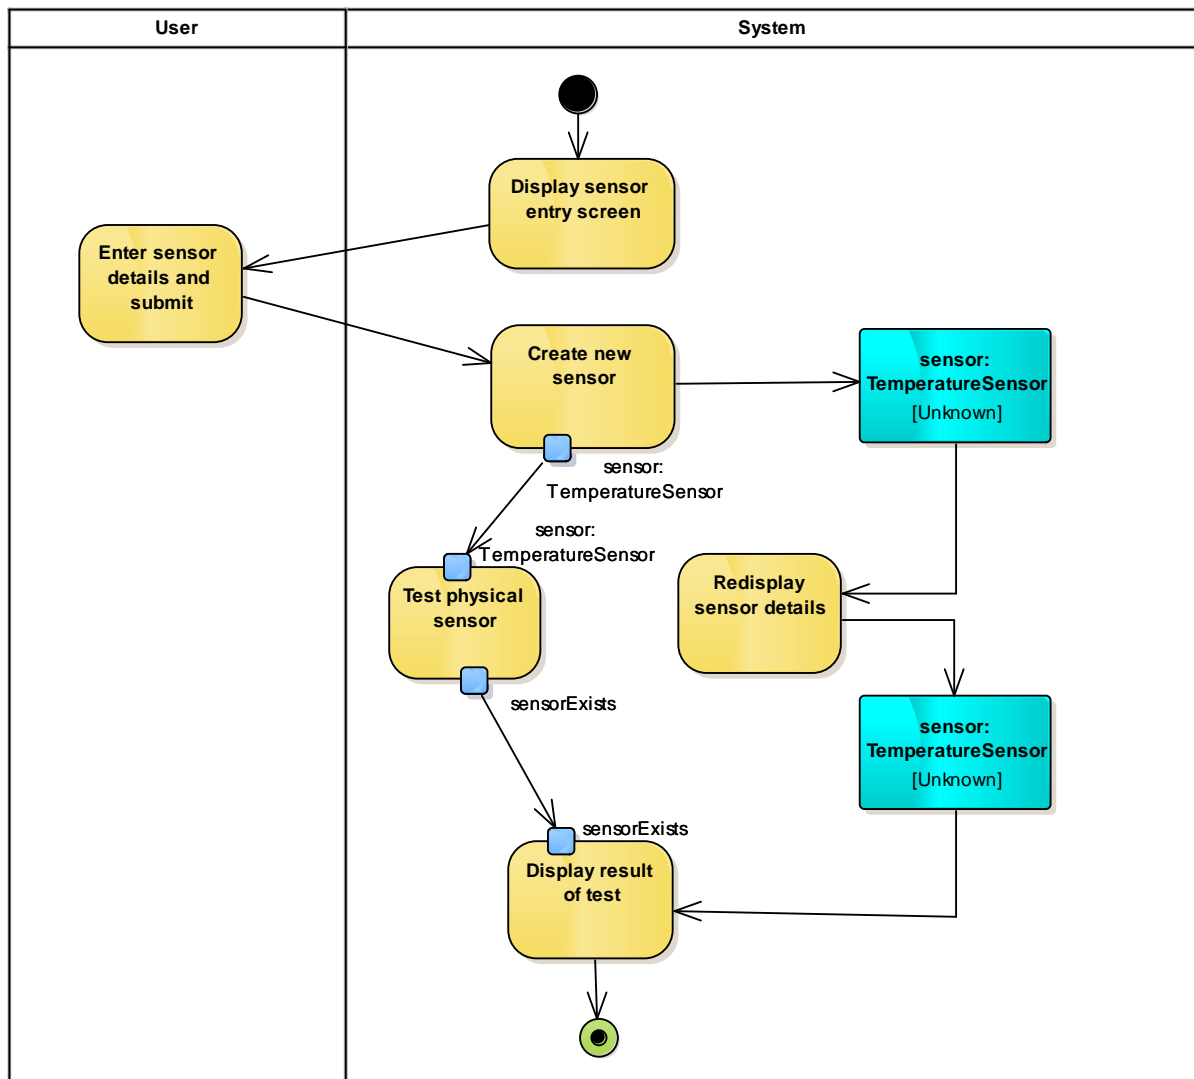 User
System
Display sensor
entry screen
Enter sensor
details and
submit
Create new
sensor
sensor:
TemperatureSensor
[Unknown]
sensor:
TemperatureSensor
sensor:
TemperatureSensor
Test physical
sensor
Redisplay
sensor details
sensorExists
sensor:
TemperatureSensor
[Unknown]
sensorExists
Display result
of test